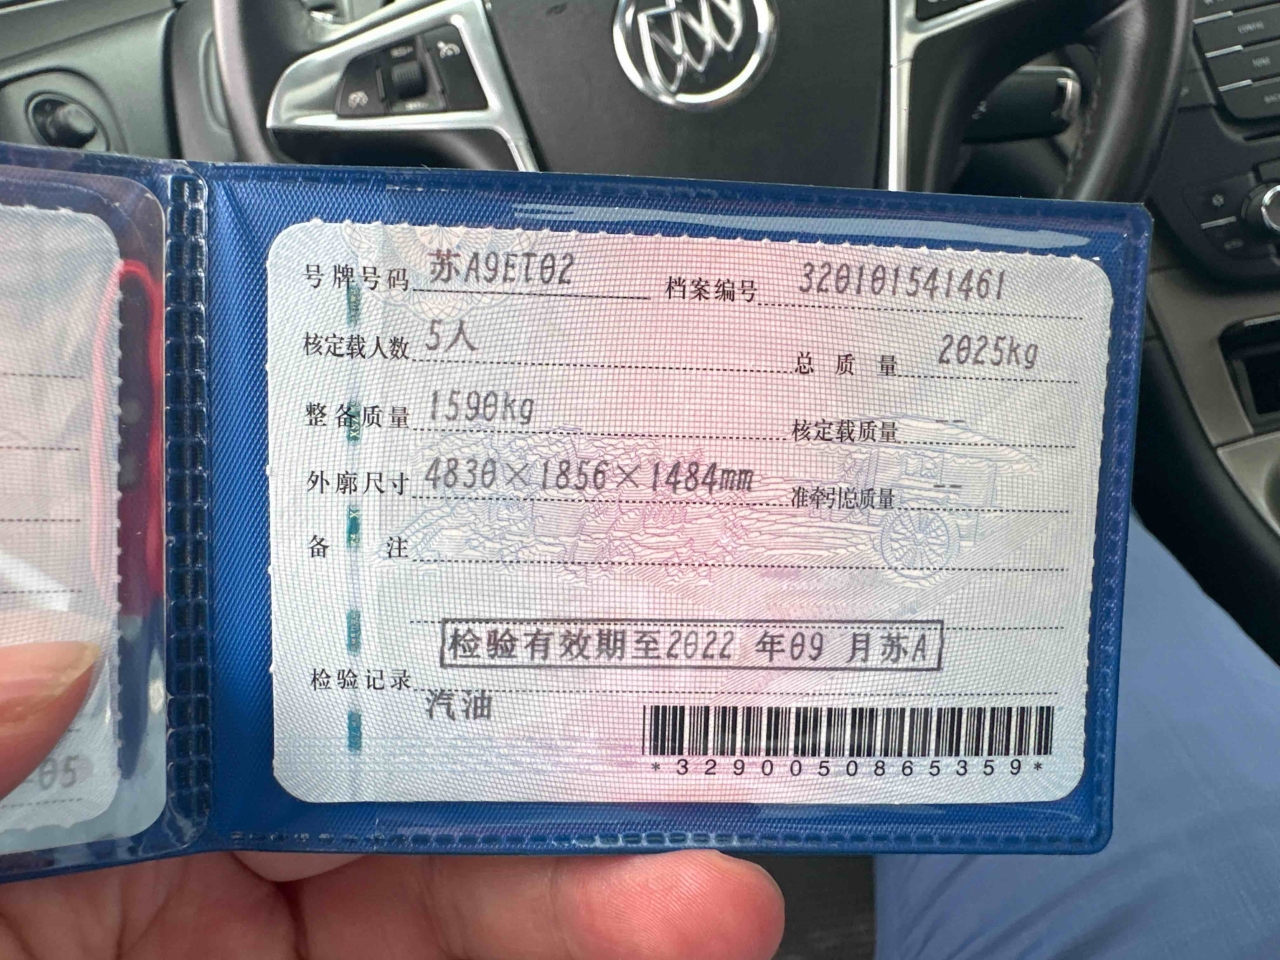 号牌号码 苏A9ET02 档案编号 320101541461
核定载人数 5人 总质量 2025kg
整备质量 1590kg 核定载质量 --
外廓尺寸 4830×1856×1484mm 准牵引总质量 --
备注
检验有效期至2022年09月苏A
检验记录
汽油
*3290050865359*
05